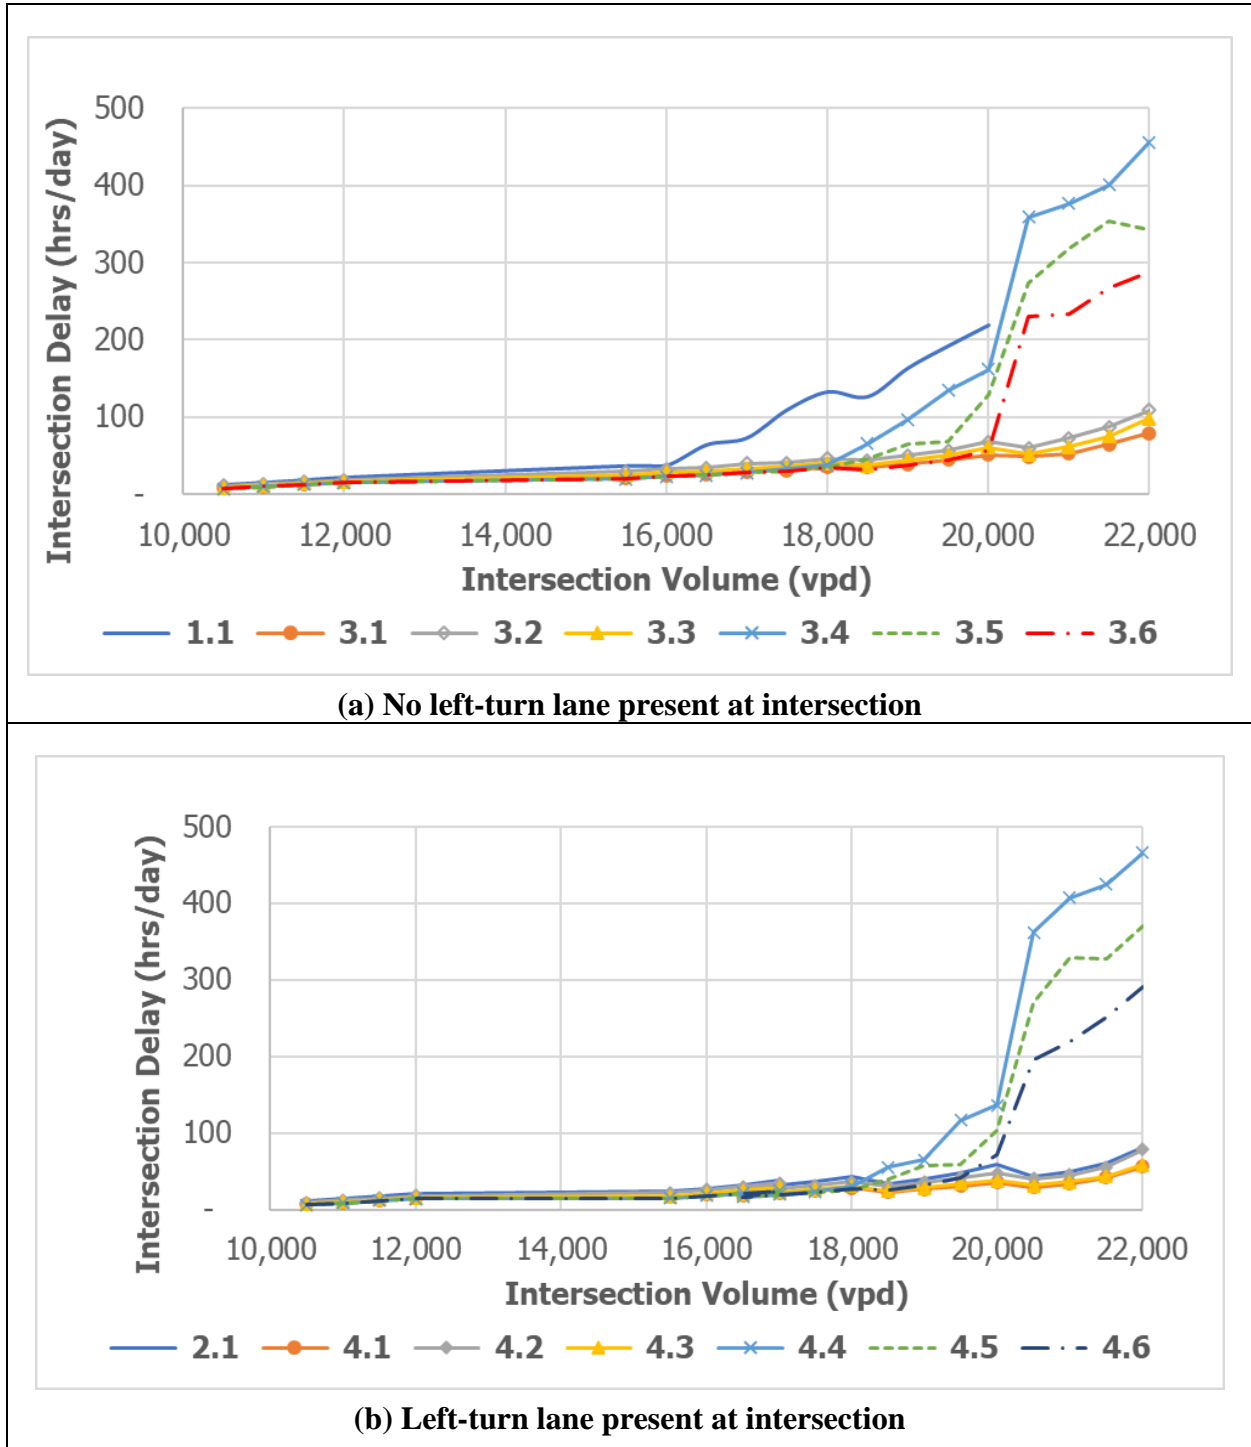 500
400
300
200
100
-
Intersection Delay (hrs/day)
10,000 12,000 14,000 16,000 18,000 20,000 22,000
Intersection Volume (vpd)
1.1 3.1 3.2 3.3 3.4 3.5 3.6
(a) No left-turn lane present at intersection
500
400
300
200
100
-
Intersection Delay (hrs/day)
10,000 12,000 14,000 16,000 18,000 20,000 22,000
Intersection Volume (vpd)
2.1 4.1 4.2 4.3 4.4 4.5 4.6
(b) Left-turn lane present at intersection